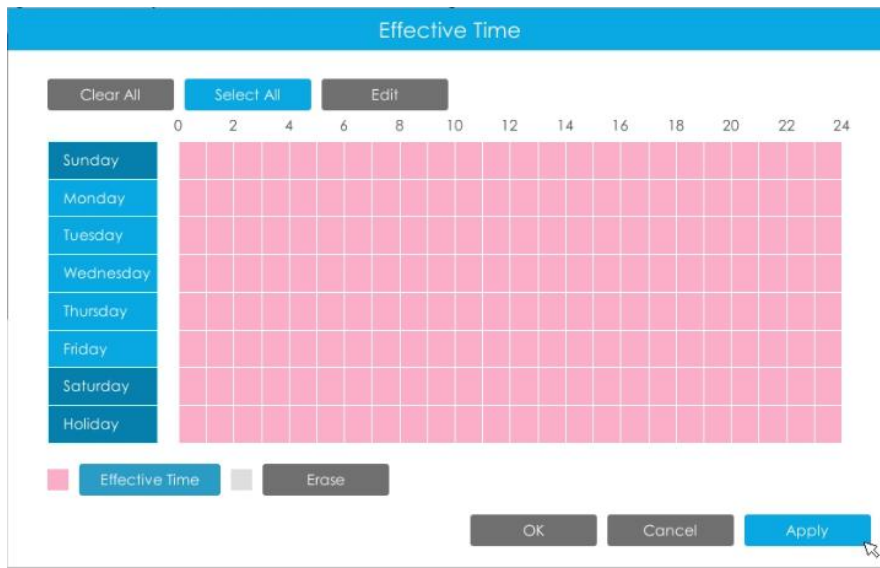 Effective Time
Clear All Select All Edit
0 2 4 6 8 10 12 14 16 18 20 22 24
Sunday
Monday
Tuesday
Wednesday
Thursday
Friday
Saturday
Holiday
Effective Time Erase
OK Cancel Apply